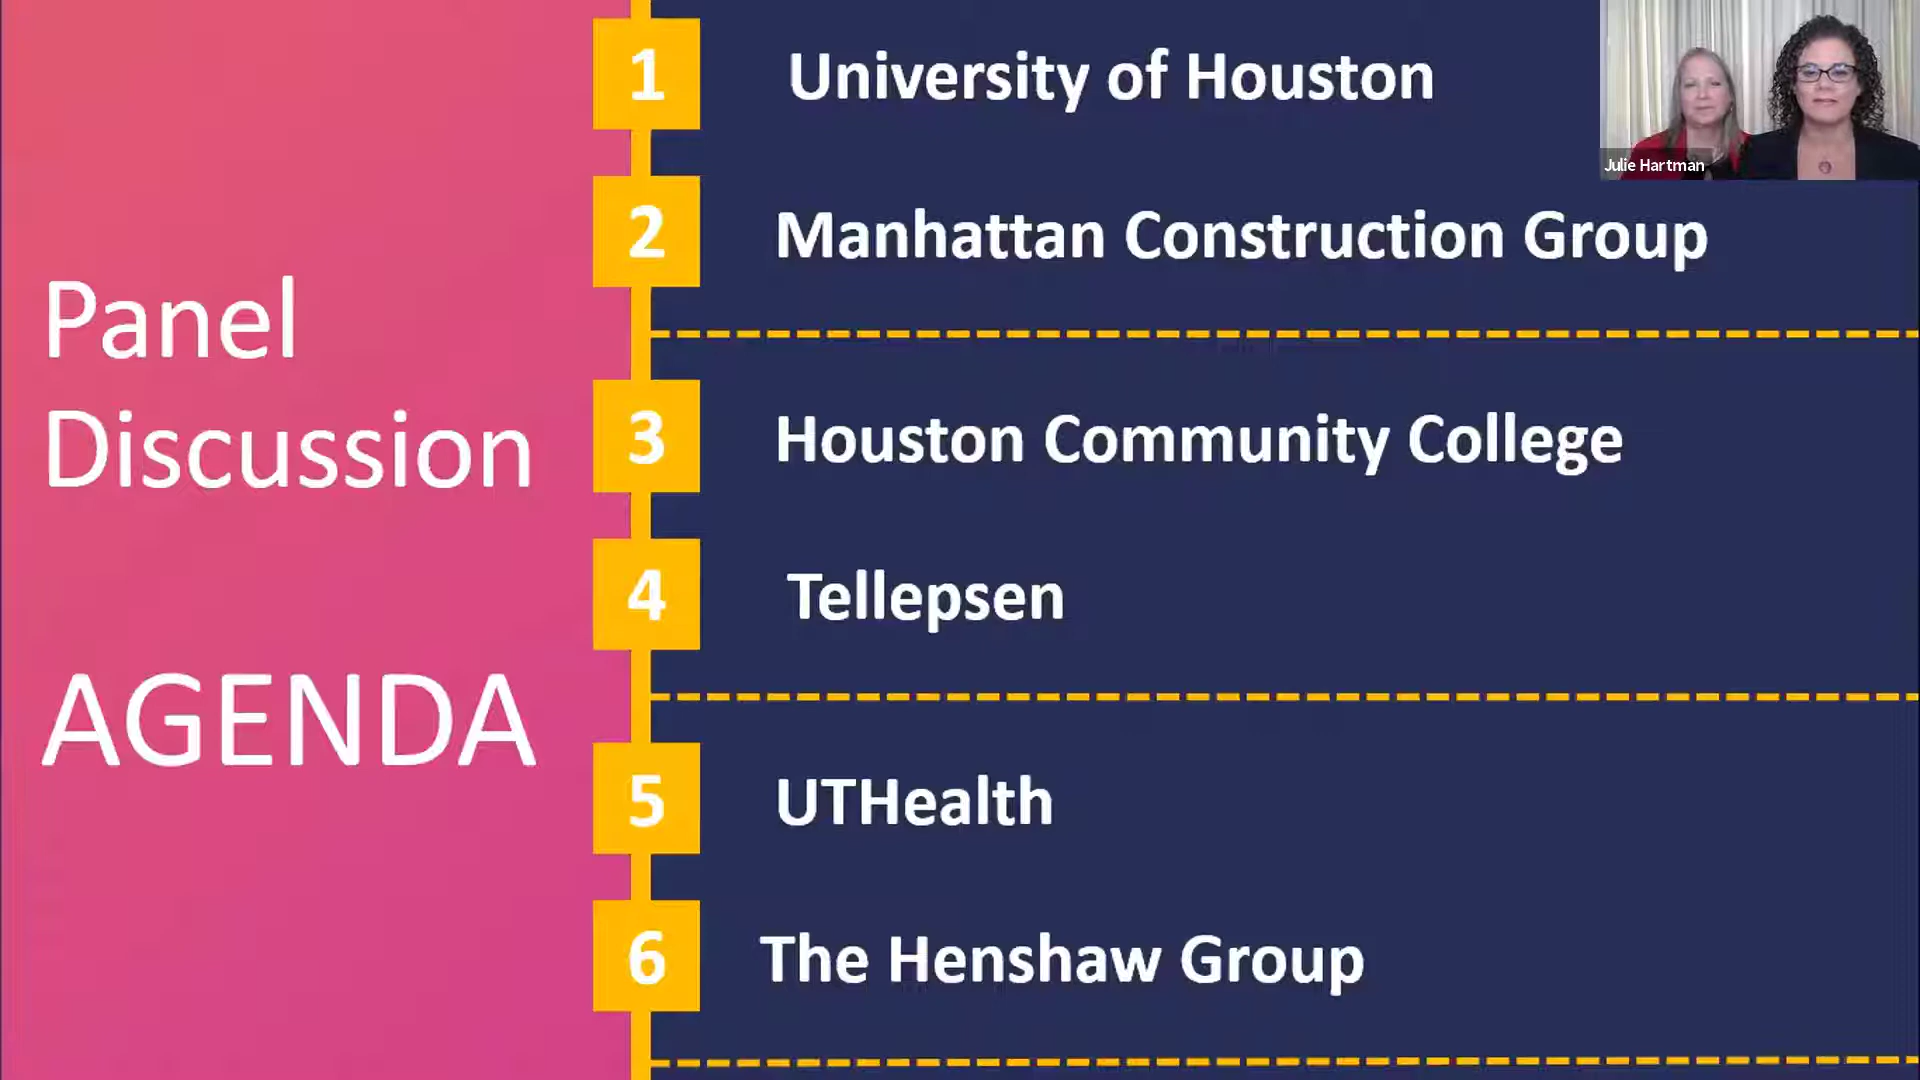 Panel
Discussion
AGENDA
1 University of Houston
2 Manhattan Construction Group
3 Houston Community College
4 Tellepsen
5 UTHealth
6 The Henshaw Group
Julie Hartman